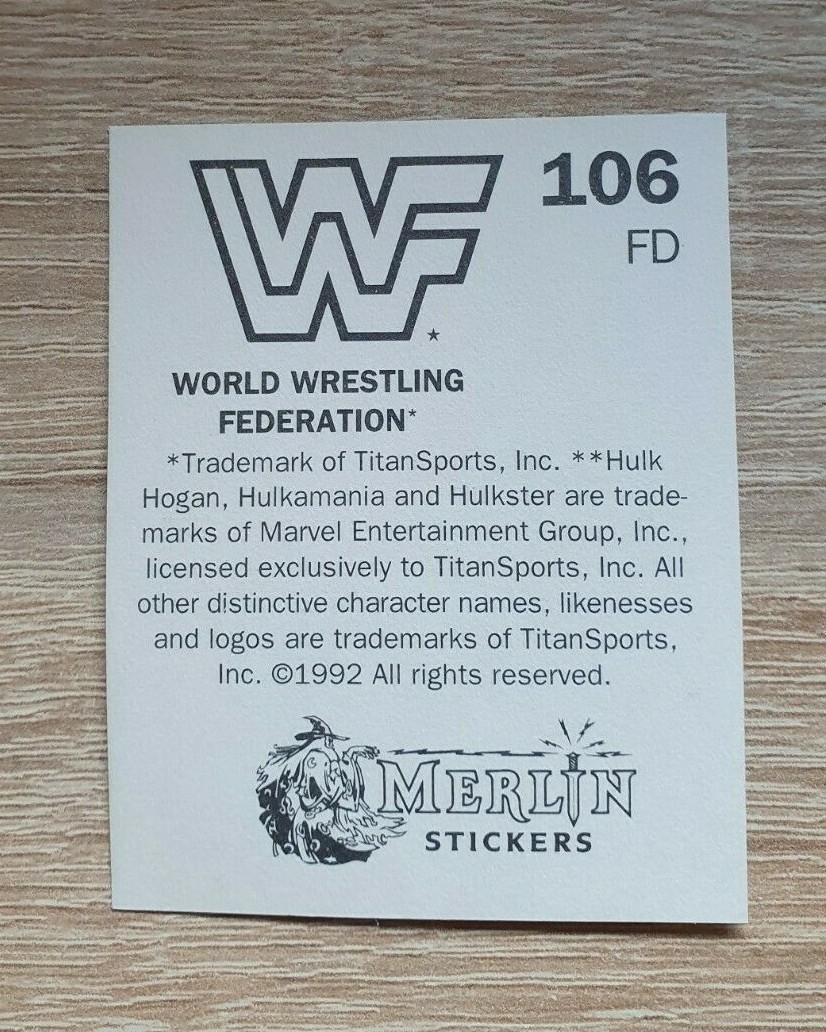 WF
106
FD
*
WORLD WRESTLING
FEDERATION*
*Trademark of TitanSports, Inc. **Hulk
Hogan, Hulkamania and Hulkster are trade-
marks of Marvel Entertainment Group, Inc.,
licensed exclusively to TitanSports, Inc. All
other distinctive character names, likenesses
and logos are trademarks of TitanSports,
Inc. ©1992 All rights reserved.
MERLIN
STICKERS